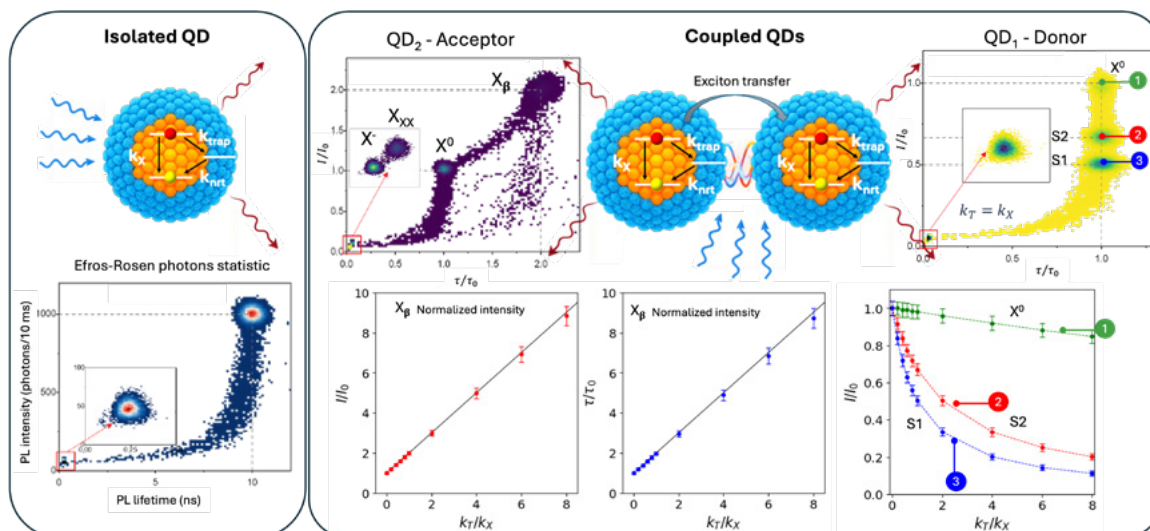 Isolated QD
k_X
k_trap
k_nrt
Efros-Rosen photons statistic
PL intensity (photons/10 ms)
1000
500
0
100
50
0.00
0.25
0
5
10
PL lifetime (ns)
QD₂ - Acceptor
Coupled QDs
QD₁ - Donor
I/I₀
2.0
1.5
1.0
0.5
0.0
X_β
X_XX
X⁻
X⁰
0.0
0.5
1.0
1.5
2.0
τ/τ₀
Exciton transfer
k_X
k_trap
k_nrt
k_X
k_trap
k_nrt
I/I₀
1.0
0.5
0.0
X⁰
1
S2
2
S1
3
k_T = k_X
0.0
0.5
1.0
τ/τ₀
X_β Normalized intensity
I/I₀
10
8
6
4
2
0
0
2
4
6
8
k_T/k_X
X_β Normalized intensity
τ/τ₀
10
8
6
4
2
0
0
2
4
6
8
k_T/k_X
I/I₀
1.0
0.8
0.6
0.4
0.2
0.0
X⁰
1
2
S1
S2
3
0
2
4
6
8
k_T/k_X